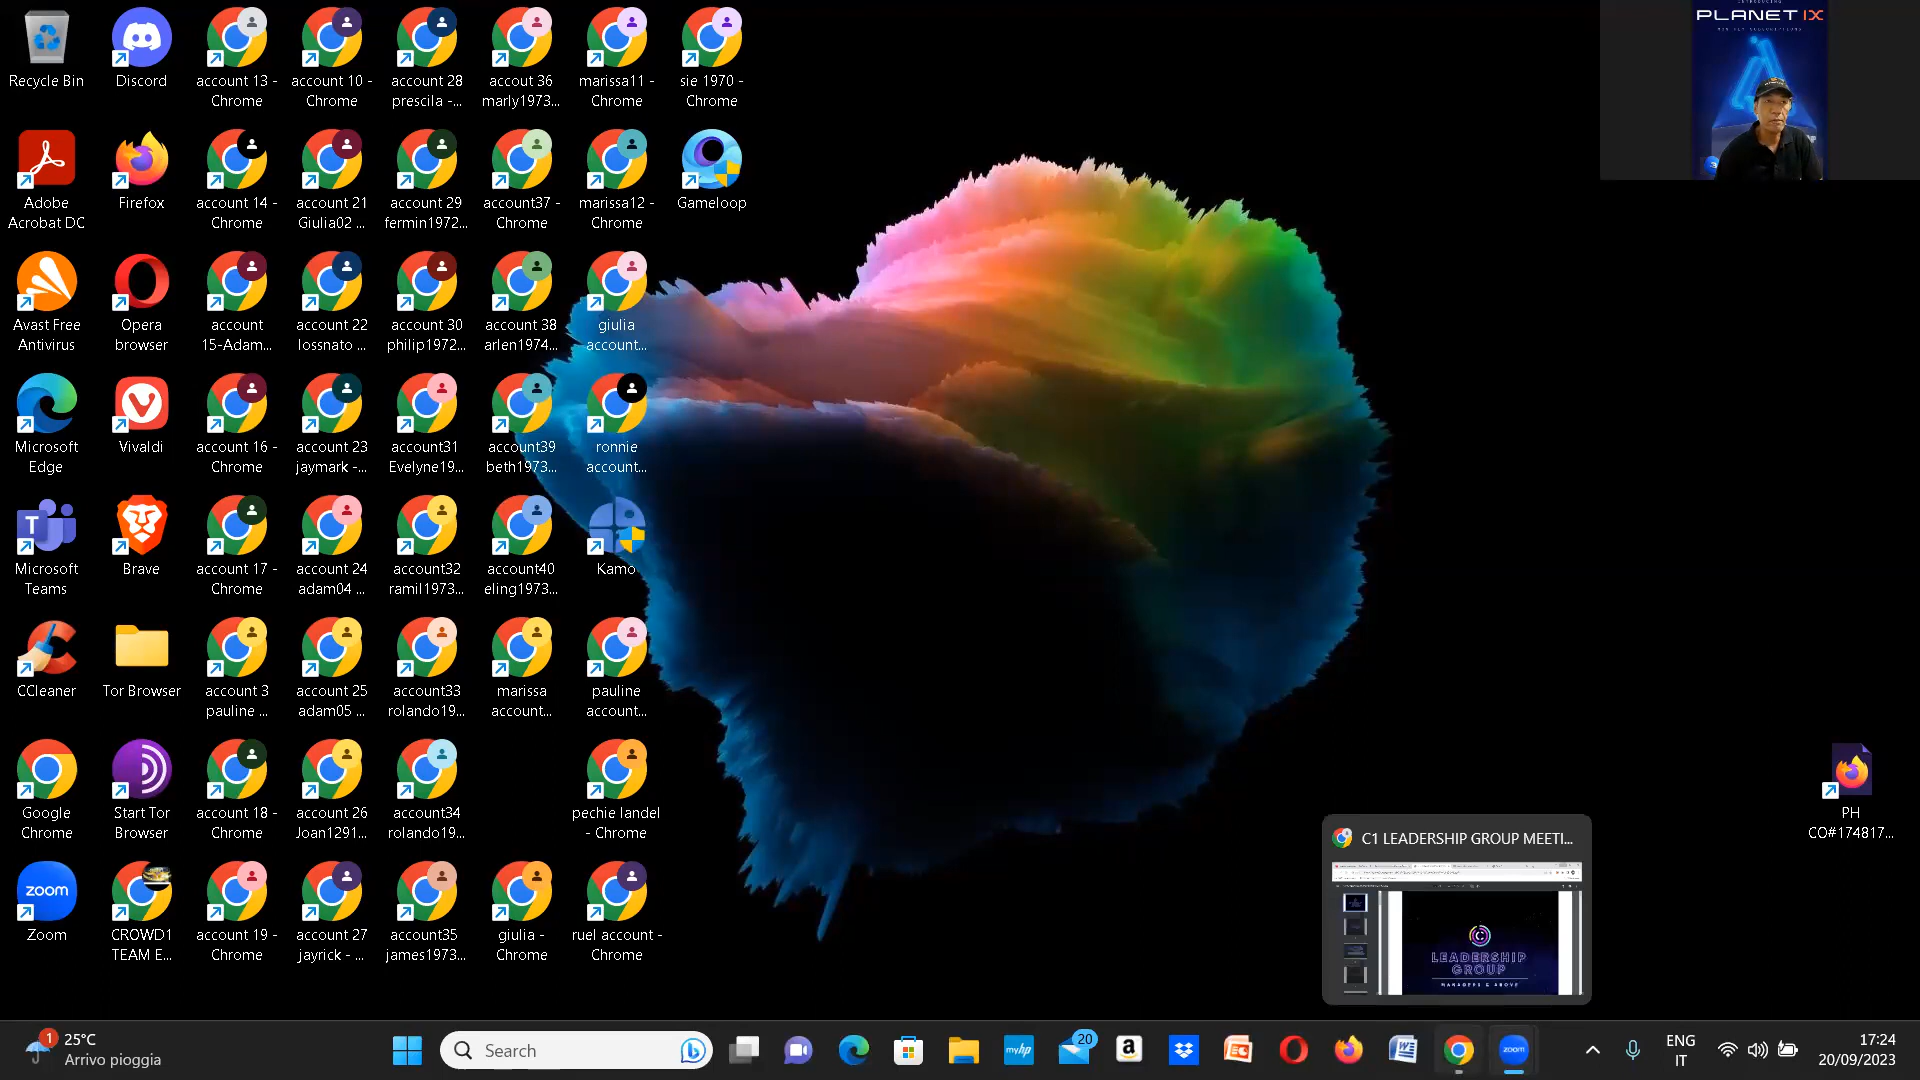 Recycle Bin
Discord
account 13 -
Chrome
account 10 -
Chrome
account 28
prescila -...
accout 36
marly1973...
marissa11 -
Chrome
sie 1970 -
Chrome
Adobe
Acrobat DC
Firefox
account 14 -
Chrome
account 21
Giulia02 ...
account 29
fermin1972...
account37 -
Chrome
marissa12 -
Chrome
Gameloop
Avast Free
Antivirus
Opera
browser
account
15-Adam...
account 22
lossnato ...
account 30
philip1972...
account 38
arlen1974...
giulia
account...
Microsoft
Edge
Vivaldi
account 16 -
Chrome
account 23
jaymark -...
account31
Evelyne19...
account39
beth1973...
ronnie
account...
Microsoft
Teams
Brave
account 17 -
Chrome
account 24
adam04 ...
account32
ramil1973...
account40
eling1973...
Kamo
CCleaner
Tor Browser
account 3
pauline ...
account 25
adam05 ...
account33
rolando19...
marissa
account...
pauline
account...
Google
Chrome
Start Tor
Browser
account 18 -
Chrome
account 26
Joan1291...
account34
rolando19...
pechie landel
- Chrome
zoom
Zoom
CROWD1
TEAM E...
account 19 -
Chrome
account 27
jayrick - ...
account35
james1973...
giulia -
Chrome
ruel account -
Chrome
PLANET IX
PH
CO#174817...
C1 LEADERSHIP GROUP MEETI...
LEADERSHIP
GROUP
MANAGERS & ABOVE
1
25°C
Arrivo pioggia
Search
myhp
20
zoom
ENG
IT
17:24
20/09/2023